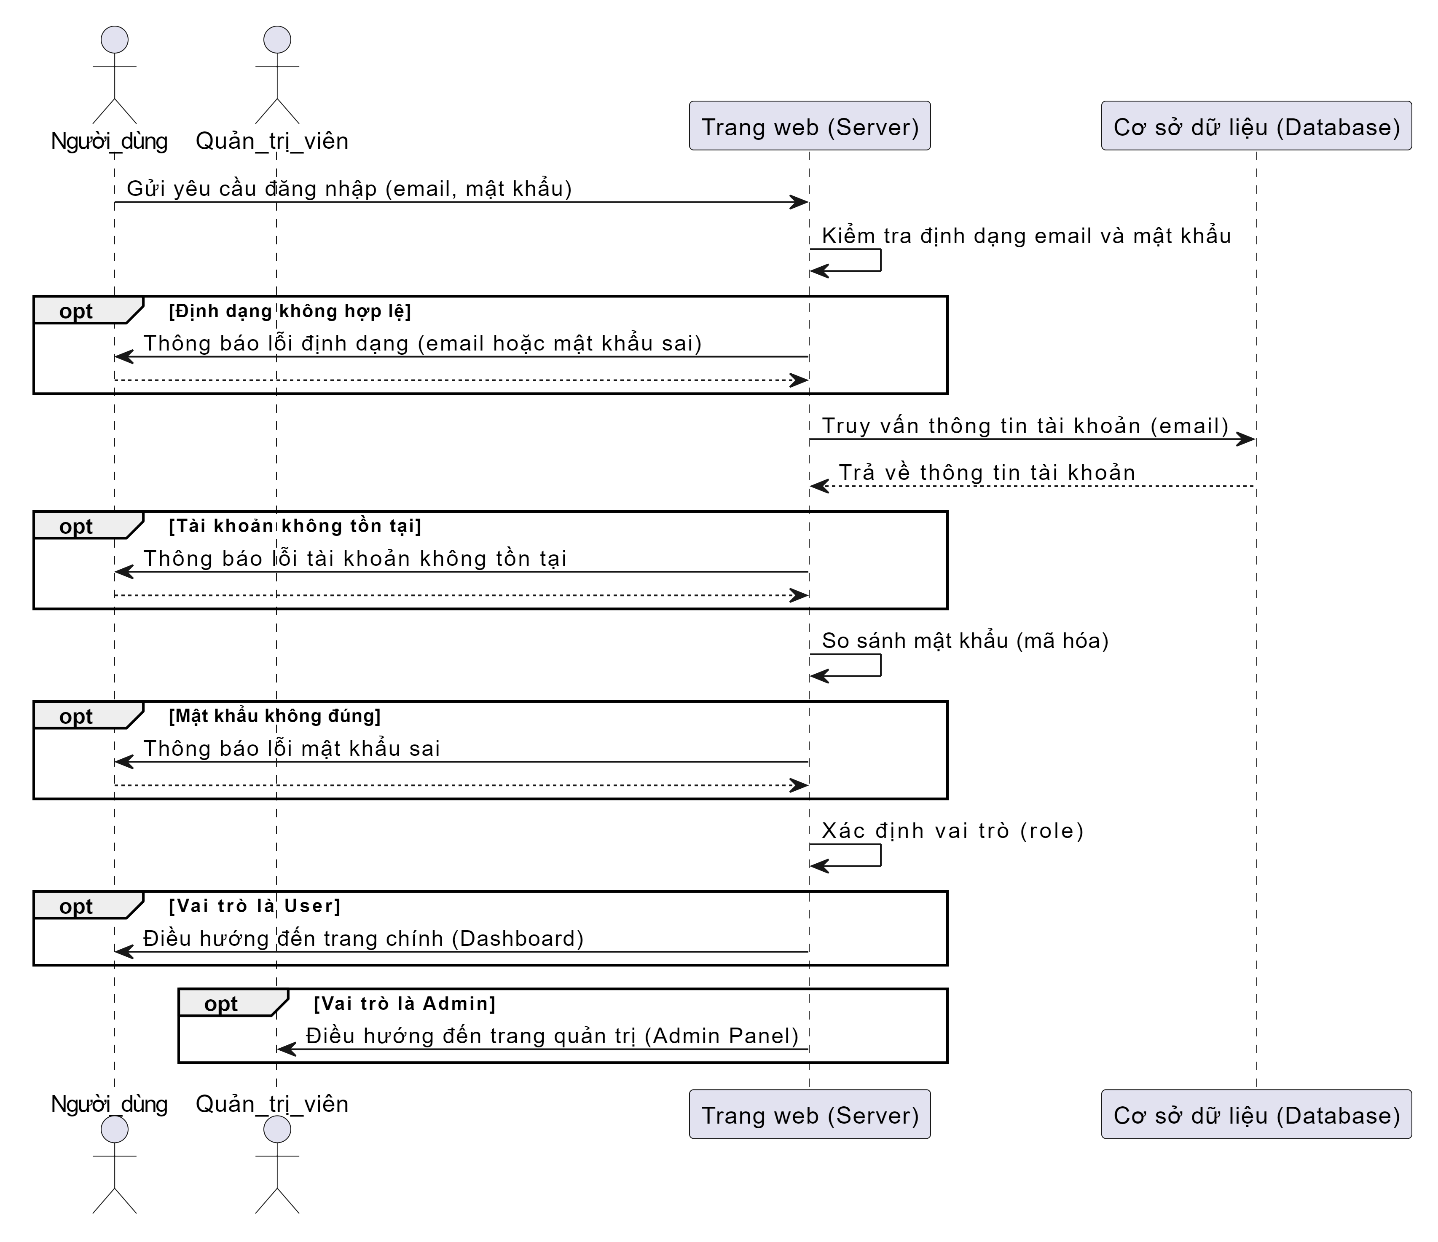 Người_dùng
Quản_trị_viên
Trang web (Server)
Cơ sở dữ liệu (Database)
Gửi yêu cầu đăng nhập (email, mật khẩu)
Kiểm tra định dạng email và mật khẩu
opt
[Định dạng không hợp lệ]
Thông báo lỗi định dạng (email hoặc mật khẩu sai)
Truy vấn thông tin tài khoản (email)
Trả về thông tin tài khoản
opt
[Tài khoản không tồn tại]
Thông báo lỗi tài khoản không tồn tại
So sánh mật khẩu (mã hóa)
opt
[Mật khẩu không đúng]
Thông báo lỗi mật khẩu sai
Xác định vai trò (role)
opt
[Vai trò là User]
Điều hướng đến trang chính (Dashboard)
opt
[Vai trò là Admin]
Điều hướng đến trang quản trị (Admin Panel)
Người_dùng
Quản_trị_viên
Trang web (Server)
Cơ sở dữ liệu (Database)